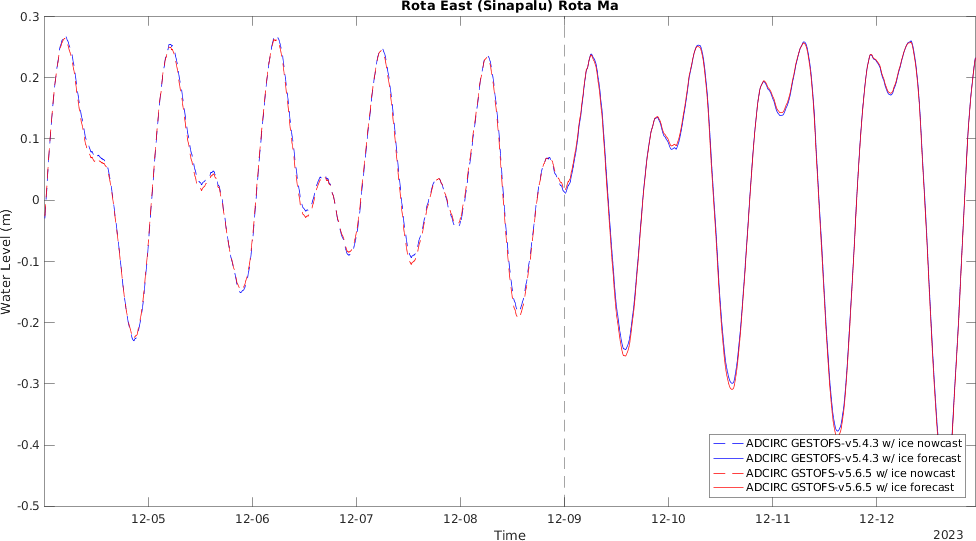 Rota East (Sinapalu) Rota Ma
0.3
0.2
0.1
0
-0.1
-0.2
-0.3
-0.4
-0.5
Water Level (m)
ADCIRC GESTOFS-v5.4.3 w/ ice nowcast
ADCIRC GESTOFS-v5.4.3 w/ ice forecast
ADCIRC GSTOFS-v5.6.5 w/ ice nowcast
ADCIRC GSTOFS-v5.6.5 w/ ice forecast
12-05 12-06 12-07 12-08 12-09 12-10 12-11 12-12
Time
2023